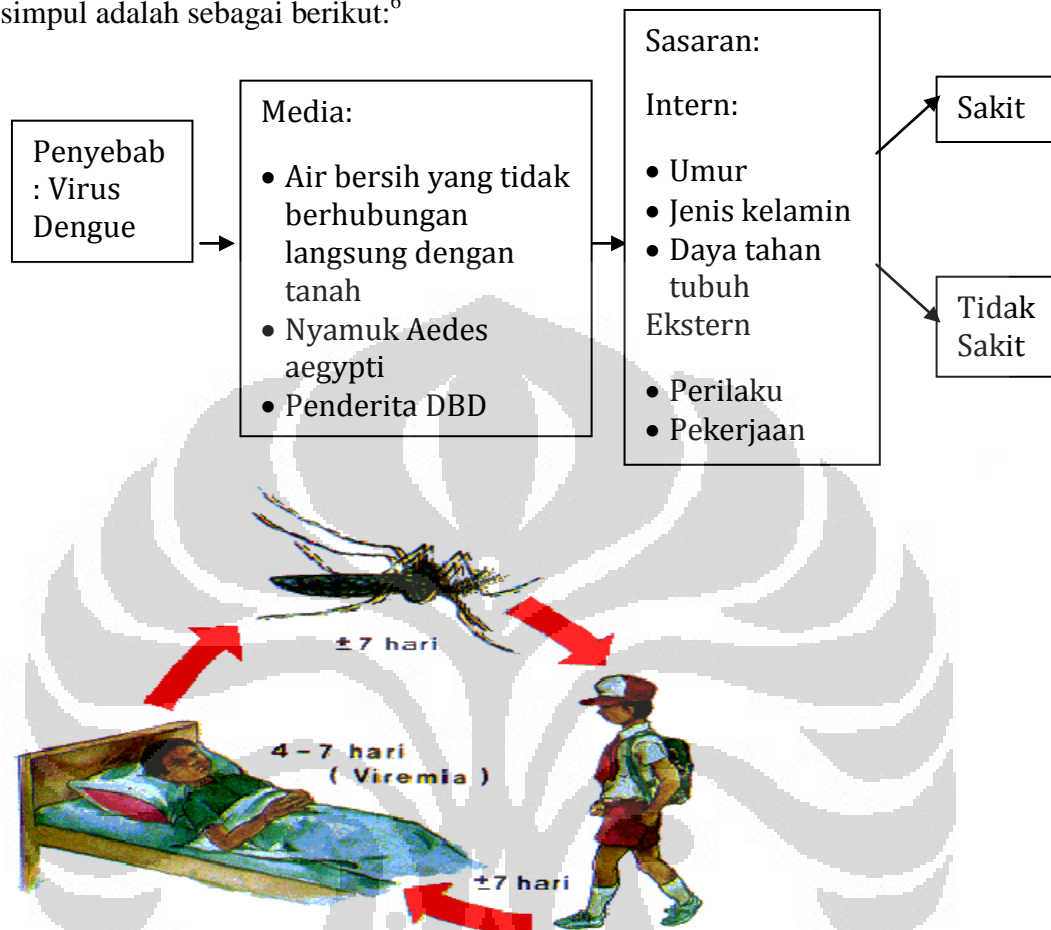 simpul adalah sebagai berikut:6
Penyebab
: Virus
Dengue
Media:
• Air bersih yang tidak
berhubungan
langsung dengan
tanah
• Nyamuk Aedes
aegypti
• Penderita DBD
Sasaran:
Intern:
• Umur
• Jenis kelamin
• Daya tahan
tubuh
Ekstern
• Perilaku
• Pekerjaan
Sakit
Tidak
Sakit
±7 hari
4-7 hari
( Viremia )
±7 hari